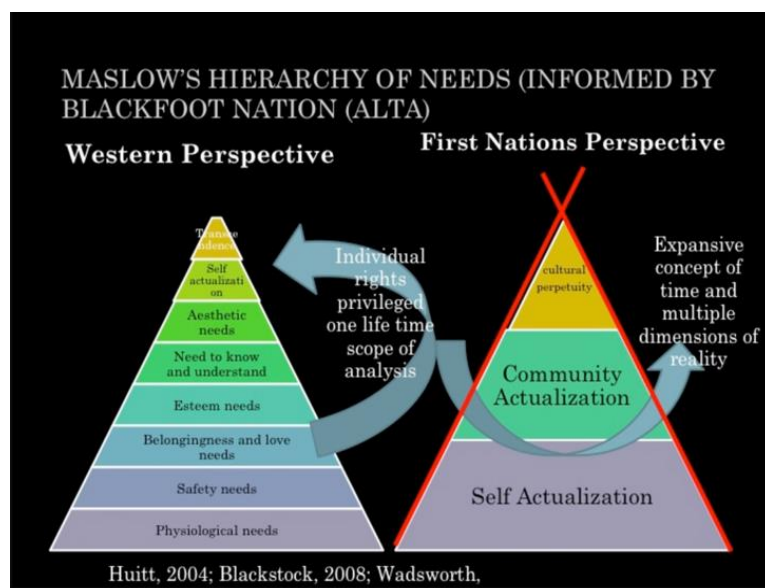 MASLOW'S HIERARCHY OF NEEDS (INFORMED BY
BLACKFOOT NATION (ALTA)
Western Perspective
First Nations Perspective
Transce
ndence
Self
actualizati
on
Aesthetic
needs
Need to know
and understand
Esteem needs
Belongingness and love
needs
Safety needs
Physiological needs
Individual
rights
privileged
one life time
scope of
analysis
cultural
perpetuity
Community
Actualization
Self Actualization
Expansive
concept of
time and
multiple
dimensions of
reality
Huitt, 2004; Blackstock, 2008; Wadsworth,